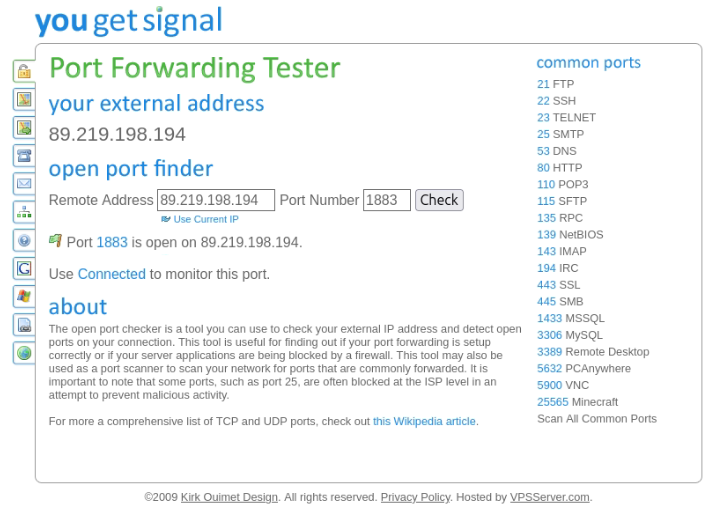 you get signal
Port Forwarding Tester
your external address
89.219.198.194
open port finder
Remote Address 89.219.198.194 Port Number 1883 Check
Use Current IP
Port 1883 is open on 89.219.198.194.
Use Connected to monitor this port.
about
The open port checker is a tool you can use to check your external IP address and detect open
ports on your connection. This tool is useful for finding out if your port forwarding is setup
correctly or if your server applications are being blocked by a firewall. This tool may also be
used as a port scanner to scan your network for ports that are commonly forwarded. It is
important to note that some ports, such as port 25, are often blocked at the ISP level in an
attempt to prevent malicious activity.
For more a comprehensive list of TCP and UDP ports, check out this Wikipedia article.
common ports
21 FTP
22 SSH
23 TELNET
25 SMTP
53 DNS
80 HTTP
110 POP3
115 SFTP
135 RPC
139 NetBIOS
143 IMAP
194 IRC
443 SSL
445 SMB
1433 MSSQL
3306 MySQL
3389 Remote Desktop
5632 PCAnywhere
5900 VNC
25565 Minecraft
Scan All Common Ports
©2009 Kirk Ouimet Design. All rights reserved. Privacy Policy. Hosted by VPSServer.com.